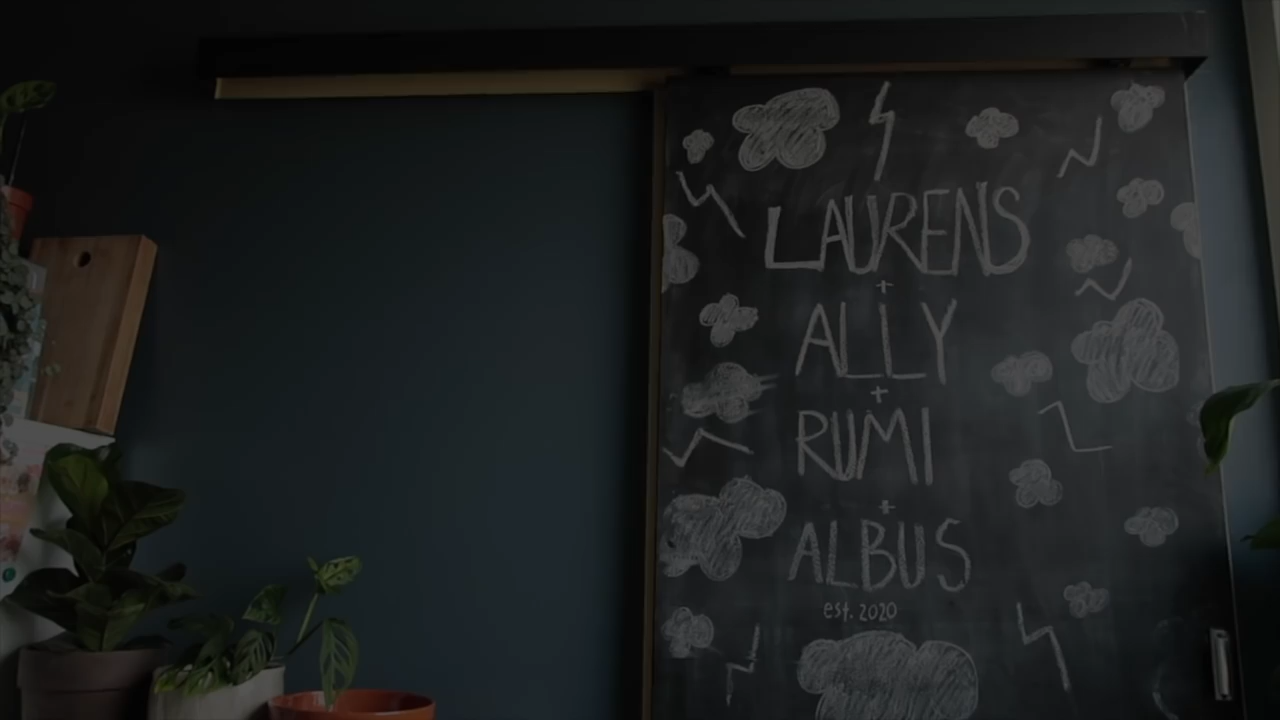 LAURENS
+
ALLY
+
RUMI
+
ALBUS
est. 2020